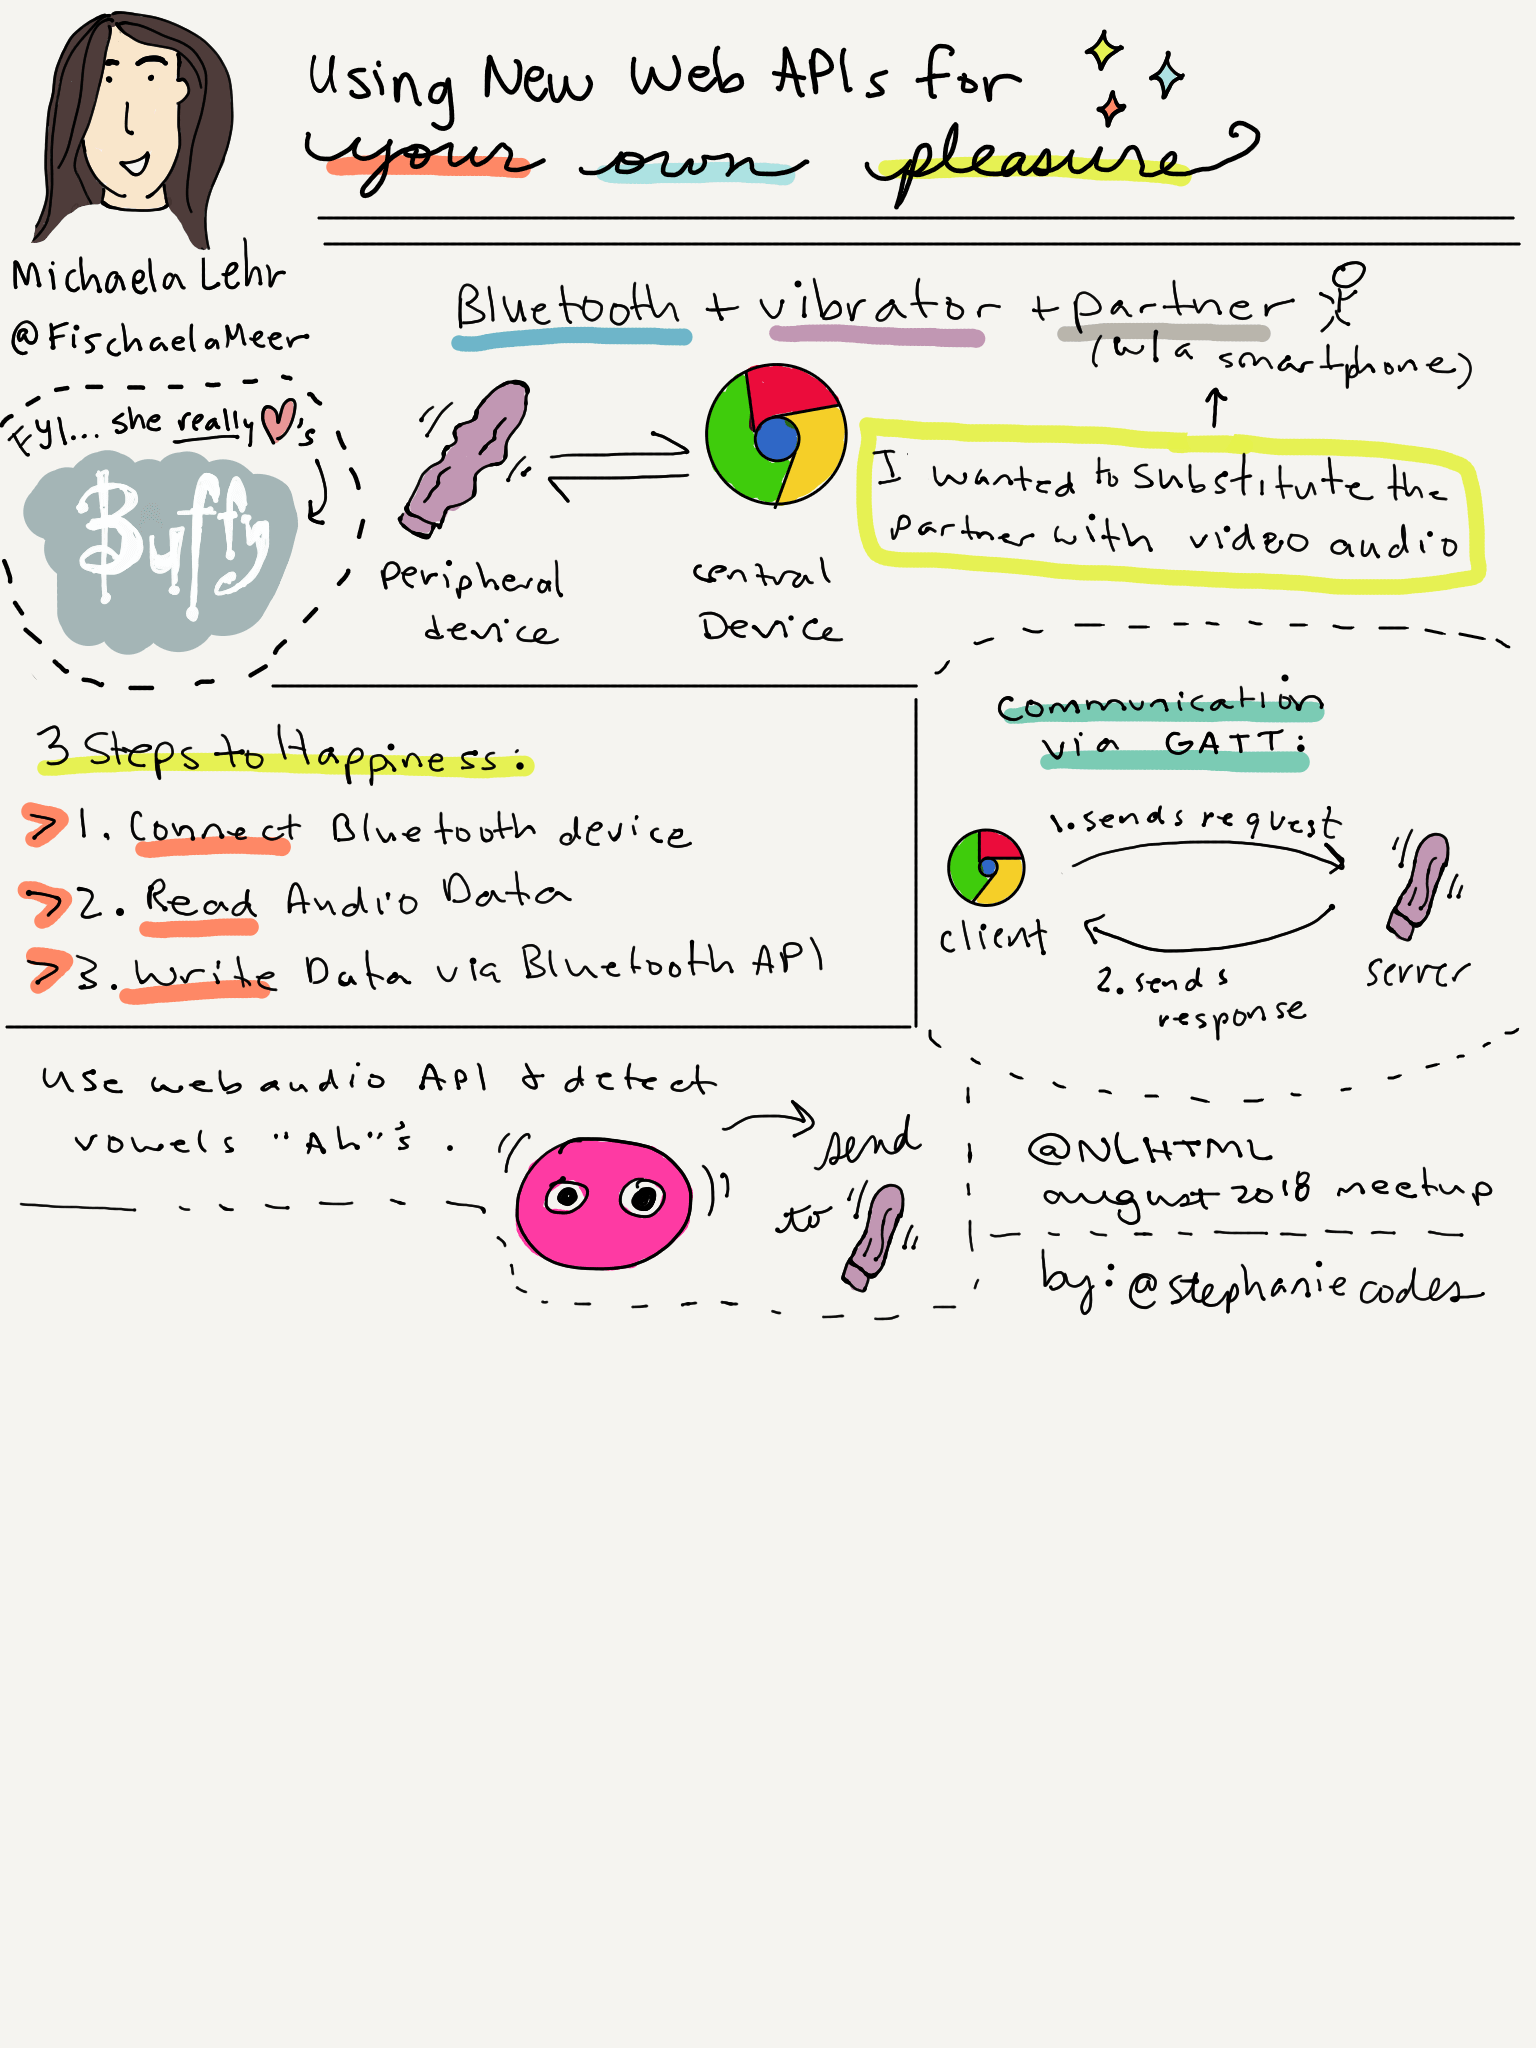 Using New Web APIs for
your own pleasure
Michaela Lehr
@FischaelaMeer
FYI... she really ♥'s
Buffy
Bluetooth + vibrator + partner
(w/ a smartphone)
I wanted to substitute the
partner with video audio
peripheral
device
central
Device
3 Steps to Happiness:
> 1. Connect Bluetooth device
> 2. Read Audio Data
> 3. Write Data via Bluetooth API
communication
via GATT:
1. sends request
client
2. sends
response
server
use web audio API & detect
vowels "Ah"'s.
send
to
@NLHTML
august 2018 meetup
by: @stephaniecodes